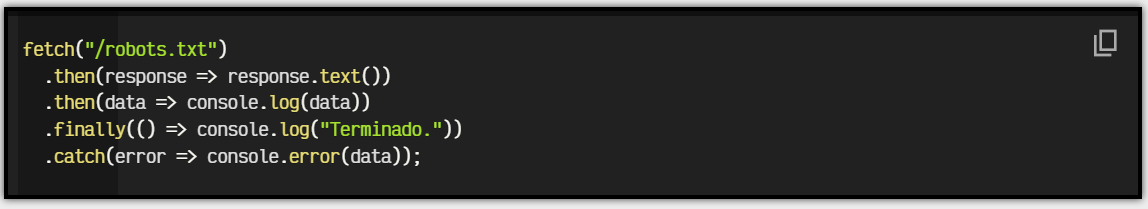 fetch("/robots.txt")
  .then(response => response.text())
  .then(data => console.log(data))
  .finally(() => console.log("Terminado."))
  .catch(error => console.error(data));